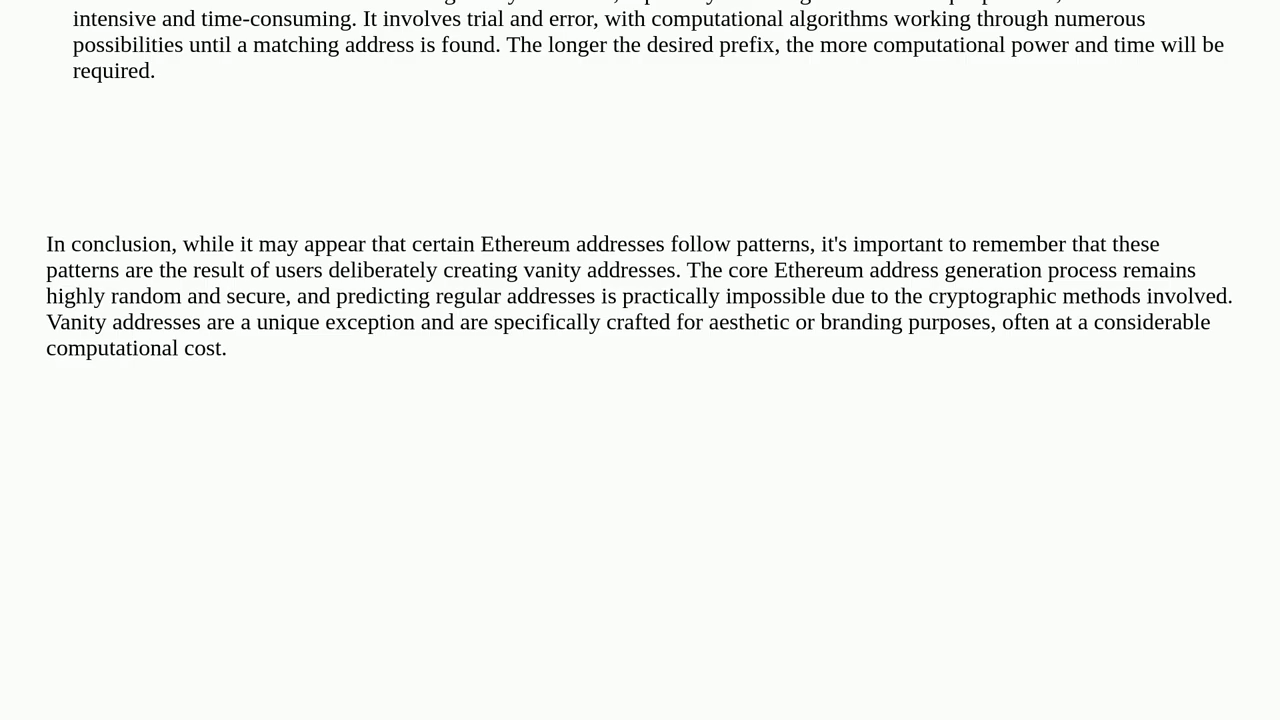 intensive and time-consuming. It involves trial and error, with computational algorithms working through numerous
possibilities until a matching address is found. The longer the desired prefix, the more computational power and time will be
required.
In conclusion, while it may appear that certain Ethereum addresses follow patterns, it's important to remember that these
patterns are the result of users deliberately creating vanity addresses. The core Ethereum address generation process remains
highly random and secure, and predicting regular addresses is practically impossible due to the cryptographic methods involved.
Vanity addresses are a unique exception and are specifically crafted for aesthetic or branding purposes, often at a considerable
computational cost.